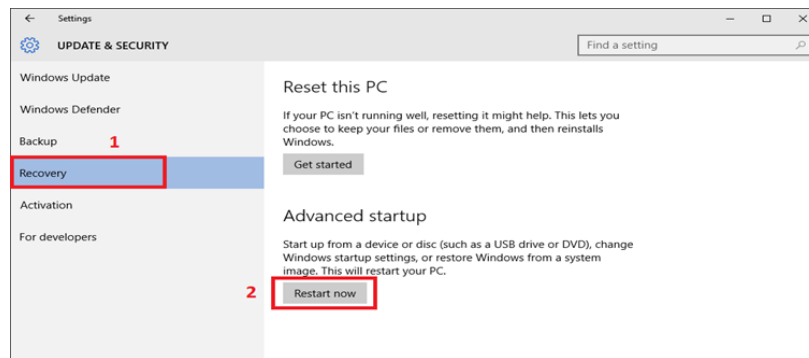 Settings
UPDATE & SECURITY
Find a setting
Windows Update
Windows Defender
Backup
1
Recovery
Activation
For developers
Reset this PC
If your PC isn't running well, resetting it might help. This lets you
choose to keep your files or remove them, and then reinstalls
Windows.
Get started
Advanced startup
Start up from a device or disc (such as a USB drive or DVD), change
Windows startup settings, or restore Windows from a system
image. This will restart your PC.
2
Restart now